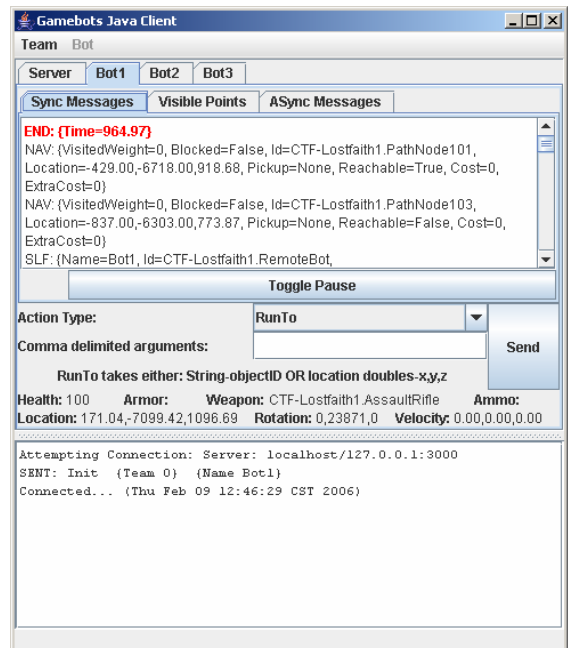 Gamebots Java Client
Team Bot
Server Bot1 Bot2 Bot3
Sync Messages Visible Points ASync Messages
END: {Time=964.97}
NAV: {VisitedWeight=0, Blocked=False, Id=CTF-Lostfaith1.PathNode101,
Location=-429.00,-6718.00,918.68, Pickup=None, Reachable=True, Cost=0,
ExtraCost=0}
NAV: {VisitedWeight=0, Blocked=False, Id=CTF-Lostfaith1.PathNode103,
Location=-837.00,-6303.00,773.87, Pickup=None, Reachable=False, Cost=0,
ExtraCost=0}
SLF: {Name=Bot1, Id=CTF-Lostfaith1.RemoteBot,
Toggle Pause
Action Type: RunTo
Comma delimited arguments: Send
RunTo takes either: String-objectID OR location doubles-x,y,z
Health: 100 Armor: Weapon: CTF-Lostfaith1.AssaultRifle Ammo:
Location: 171.04,-7099.42,1096.69 Rotation: 0,23871,0 Velocity: 0.00,0.00,0.00
Attempting Connection: Server: localhost/127.0.0.1:3000
SENT: Init {Team 0} {Name Bot1}
Connected... (Thu Feb 09 12:46:29 CST 2006)